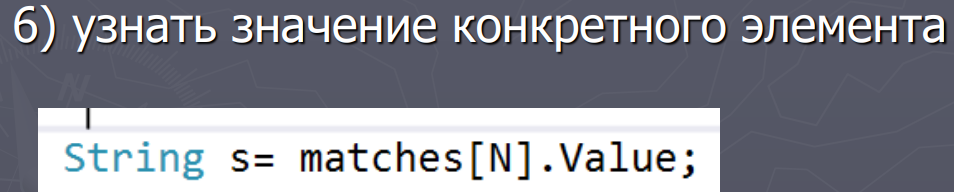 6) узнать значение конкретного элемента
String s= matches[N].Value;